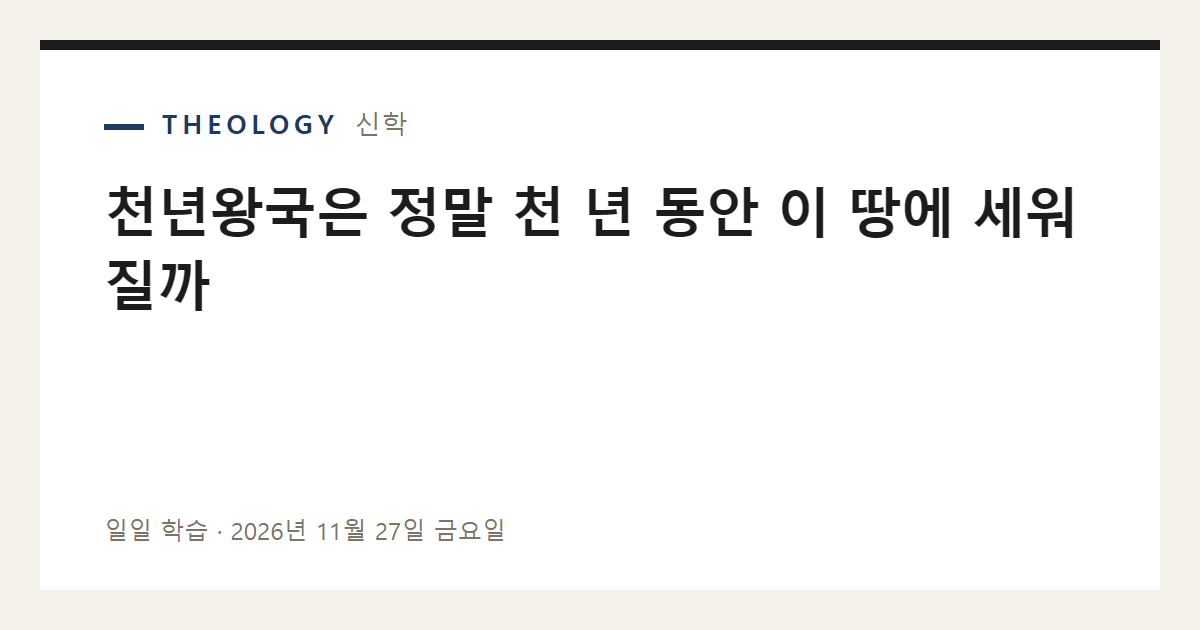 THEOLOGY 신학
천년왕국은 정말 천 년 동안 이 땅에 세워
질까
일일 학습 · 2026년 11월 27일 금요일